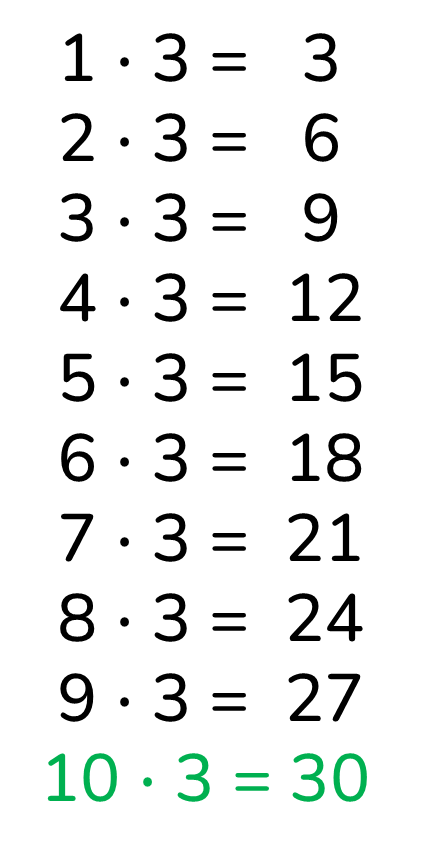 1 · 3 = 3
2 · 3 = 6
3 · 3 = 9
4 · 3 = 12
5 · 3 = 15
6 · 3 = 18
7 · 3 = 21
8 · 3 = 24
9 · 3 = 27
10 · 3 = 30